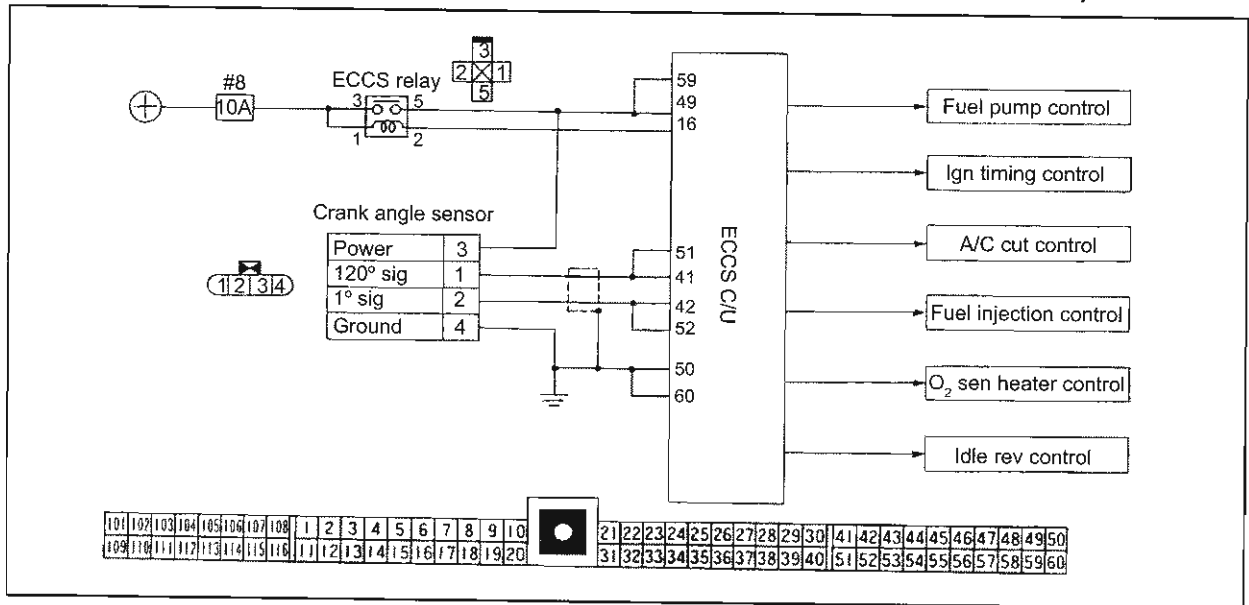 #8
10A
ECCS relay
3 5
1 2
3
2 1
5
59
49
16
Fuel pump control
Ign timing control
A/C cut control
Fuel injection control
O₂ sen heater control
Idle rev control
ECCS C/U
Crank angle sensor
Power 3
120º sig 1
1º sig 2
Ground 4
1 2 3 4
51
41
42
52
50
60
101 102 103 104 105 106 107 108 1 2 3 4 5 6 7 8 9 10 21 22 23 24 25 26 27 28 29 30 41 42 43 44 45 46 47 48 49 50
109 110 111 112 113 114 115 116 11 12 13 14 15 16 17 18 19 20 31 32 33 34 35 36 37 38 39 40 51 52 53 54 55 56 57 58 59 60